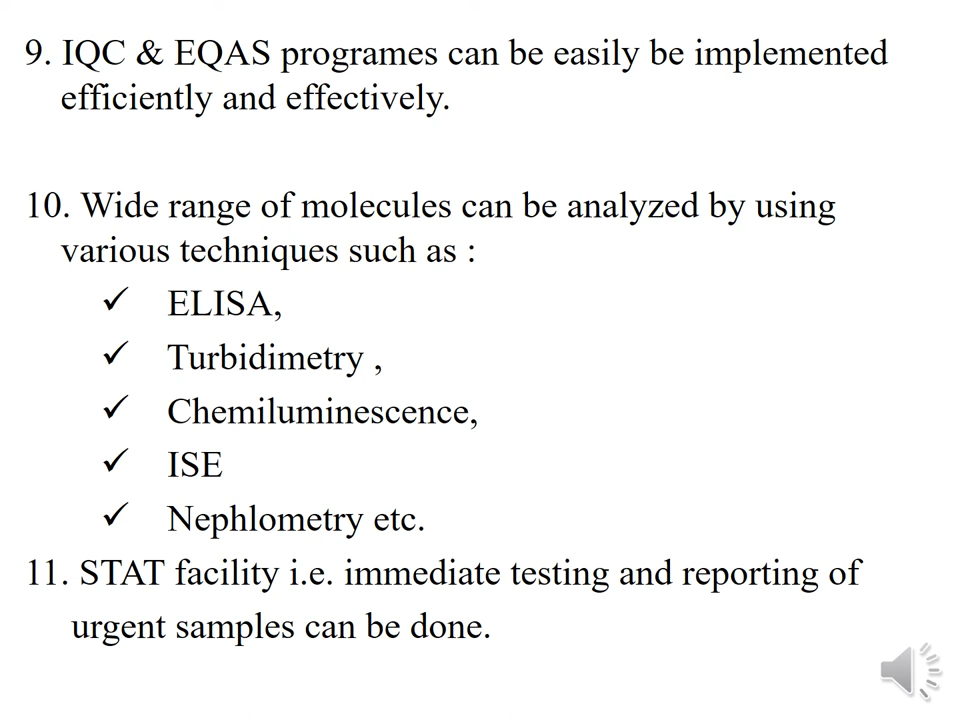 9. IQC & EQAS programes can be easily be implemented
efficiently and effectively.
10. Wide range of molecules can be analyzed by using
various techniques such as :
✓ ELISA,
✓ Turbidimetry ,
✓ Chemiluminescence,
✓ ISE
✓ Nephlometry etc.
11. STAT facility i.e. immediate testing and reporting of
urgent samples can be done.